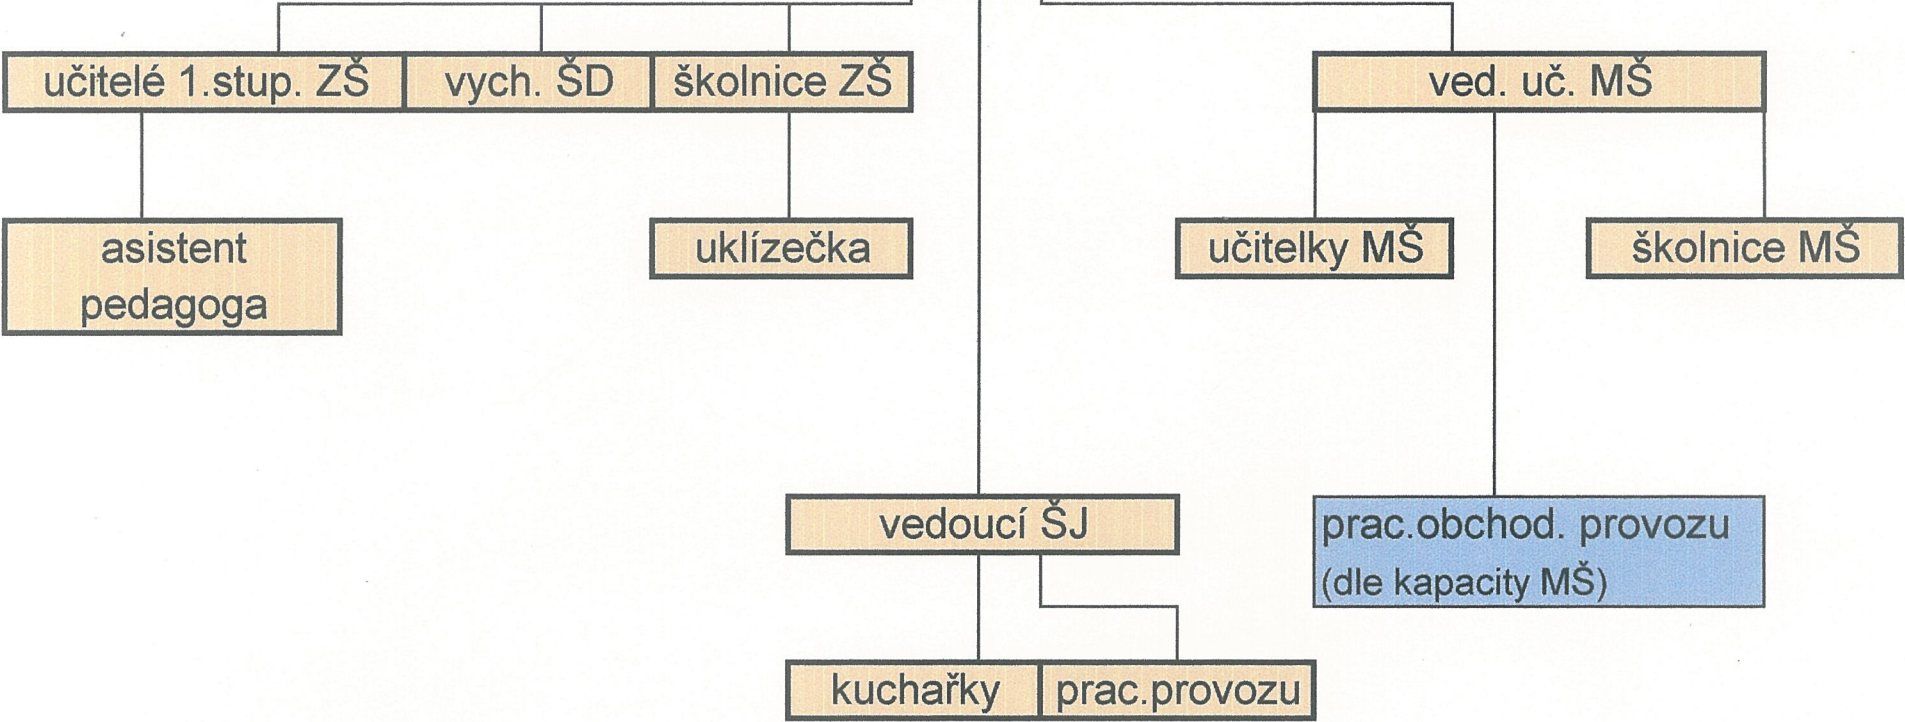 učitelé 1.stup. ZŠ
vych. ŠD
školnice ZŠ
ved. uč. MŠ
asistent
pedagoga
uklízečka
učitelky MŠ
školnice MŠ
vedoucí ŠJ
prac.obchod. provozu
(dle kapacity MŠ)
kuchařky
prac.provozu